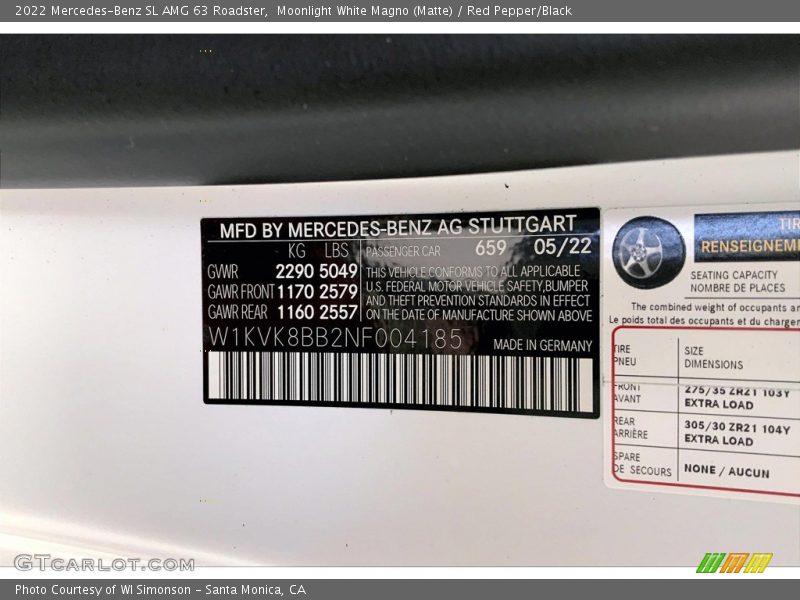 2022 Mercedes-Benz SL AMG 63 Roadster,  Moonlight White Magno (Matte) / Red Pepper/Black
MFD BY MERCEDES-BENZ AG STUTTGART
KG LBS PASSENGER CAR 659 05/22
GVWR 2290 5049
GAWR FRONT 1170 2579
GAWR REAR 1160 2557
THIS VEHICLE CONFORMS TO ALL APPLICABLE
U.S. FEDERAL MOTOR VEHICLE SAFETY, BUMPER
AND THEFT PREVENTION STANDARDS IN EFFECT
ON THE DATE OF MANUFACTURE SHOWN ABOVE
W1KVK8BB2NF004185 MADE IN GERMANY
TIR
RENSEIGNEM
SEATING CAPACITY
NOMBRE DE PLACES
The combined weight of occupants an
Le poids total des occupants et du charge
TIRE
PNEU
SIZE
DIMENSIONS
FRONT
AVANT
275/35 ZR21 103Y
EXTRA LOAD
REAR
ARRIÈRE
305/30 ZR21 104Y
EXTRA LOAD
SPARE
DE SECOURS
NONE / AUCUN
GTCARLOT.COM
Photo Courtesy of WI Simonson - Santa Monica, CA